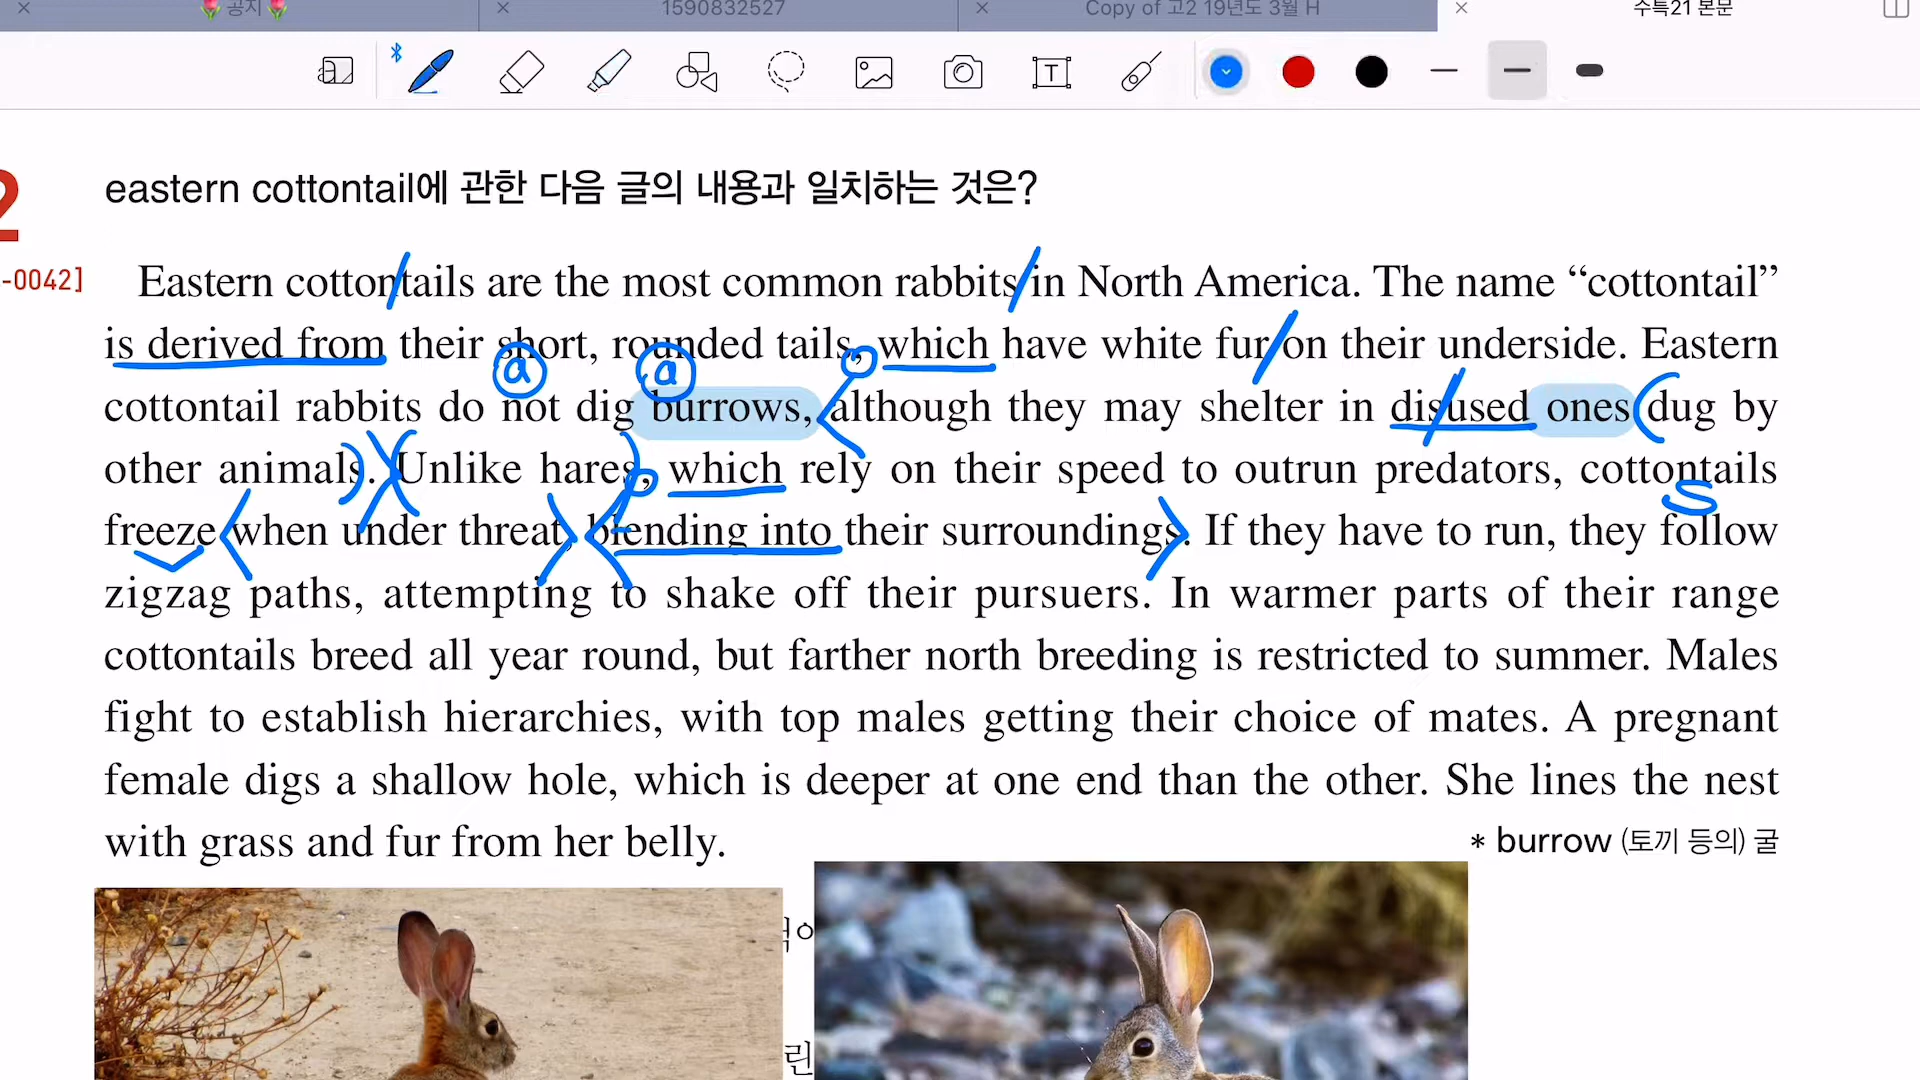 공지
1590832527
Copy of 고2 19년도 3월 H
수특21 본문
T
2
eastern cottontail에 관한 다음 글의 내용과 일치하는 것은?
-0042]
Eastern cottontails are the most common rabbits in North America. The name “cottontail”
is derived from their short, rounded tails, which have white fur on their underside. Eastern
ⓐ ⓐ
cottontail rabbits do not dig burrows, although they may shelter in disused ones dug by
other animals. Unlike hares, which rely on their speed to outrun predators, cottontails
S
freeze when under threat, blending into their surroundings. If they have to run, they follow
zigzag paths, attempting to shake off their pursuers. In warmer parts of their range
cottontails breed all year round, but farther north breeding is restricted to summer. Males
fight to establish hierarchies, with top males getting their choice of mates. A pregnant
female digs a shallow hole, which is deeper at one end than the other. She lines the nest
with grass and fur from her belly.
* burrow (토끼 등의) 굴
린